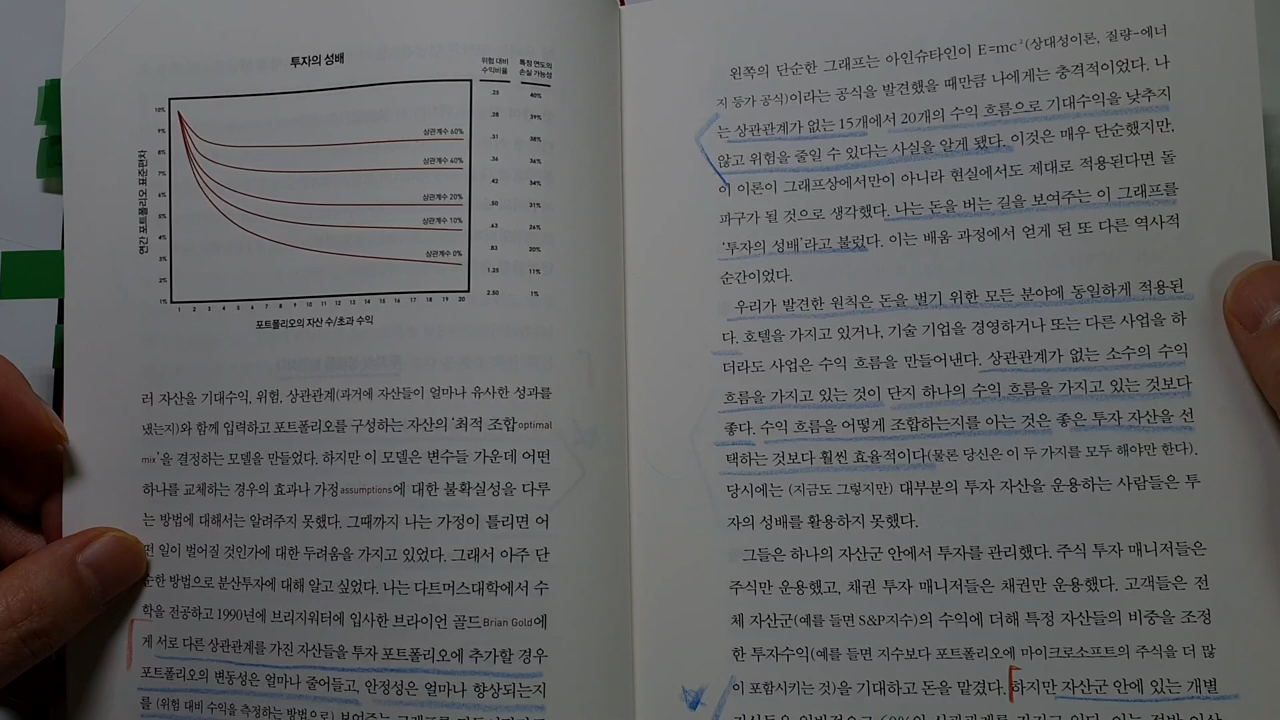 투자의 성배
위험 대비
수익비율
특정 연도의
손실 가능성
연간 포트폴리오 표준편차
10%
9%
8%
7%
6%
5%
4%
3%
2%
1%
상관계수 60%
상관계수 40%
상관계수 20%
상관계수 10%
상관계수 0%
.25 40%
.28 39%
.31 38%
.36 36%
.42 34%
.50 31%
.63 26%
.83 20%
1.25 11%
2.50 1%
1 2 3 4 5 6 7 8 9 10 11 12 13 14 15 16 17 18 19 20
포트폴리오의 자산 수/초과 수익
러 자산을 기대수익, 위험, 상관관계(과거에 자산들이 얼마나 유사한 성과를
냈는지)와 함께 입력하고 포트폴리오를 구성하는 자산의 ‘최적 조합optimal
mix’을 결정하는 모델을 만들었다. 하지만 이 모델은 변수들 가운데 어떤
하나를 교체하는 경우의 효과나 가정assumptions에 대한 불확실성을 다루
는 방법에 대해서는 알려주지 못했다. 그때까지 나는 가정이 틀리면 어
떤 일이 벌어질 것인가에 대한 두려움을 가지고 있었다. 그래서 아주 단
순한 방법으로 분산투자에 대해 알고 싶었다. 나는 다트머스대학에서 수
학을 전공하고 1990년에 브리지워터에 입사한 브라이언 골드Brian Gold에
게 서로 다른 상관관계를 가진 자산들을 투자 포트폴리오에 추가할 경우
포트폴리오의 변동성은 얼마나 줄어들고, 안정성은 얼마나 향상되는지
를 (위험 대비 수익을 측정하는 방법으로)
왼쪽의 단순한 그래프는 아인슈타인이 E=mc²(상대성이론, 질량-에너
지 등가 공식)이라는 공식을 발견했을 때만큼 나에게는 충격적이었다. 나
는 상관관계가 없는 15개에서 20개의 수익 흐름으로 기대수익을 낮추지
않고 위험을 줄일 수 있다는 사실을 알게 됐다. 이것은 매우 단순했지만,
이 이론이 그래프상에서만이 아니라 현실에서도 제대로 적용된다면 돌
파구가 될 것으로 생각했다. 나는 돈을 버는 길을 보여주는 이 그래프를
‘투자의 성배’라고 불렀다. 이는 배움 과정에서 얻게 된 또 다른 역사적
순간이었다.
우리가 발견한 원칙은 돈을 벌기 위한 모든 분야에 동일하게 적용된
다. 호텔을 가지고 있거나, 기술 기업을 경영하거나 또는 다른 사업을 하
더라도 사업은 수익 흐름을 만들어낸다. 상관관계가 없는 소수의 수익
흐름을 가지고 있는 것이 단지 하나의 수익 흐름을 가지고 있는 것보다
좋다. 수익 흐름을 어떻게 조합하는지를 아는 것은 좋은 투자 자산을 선
택하는 것보다 훨씬 효율적이다(물론 당신은 이 두 가지를 모두 해야만 한다).
당시에는 (지금도 그렇지만) 대부분의 투자 자산을 운용하는 사람들은 투
자의 성배를 활용하지 못했다.
그들은 하나의 자산군 안에서 투자를 관리했다. 주식 투자 매니저들은
주식만 운용했고, 채권 투자 매니저들은 채권만 운용했다. 고객들은 전
체 자산군(예를 들면 S&P지수)의 수익에 더해 특정 자산들의 비중을 조정
한 투자수익(예를 들면 지수보다 포트폴리오에 마이크로소프트의 주식을 더 많
이 포함시키는 것)을 기대하고 돈을 맡겼다. 하지만 자산군 안에 있는 개별